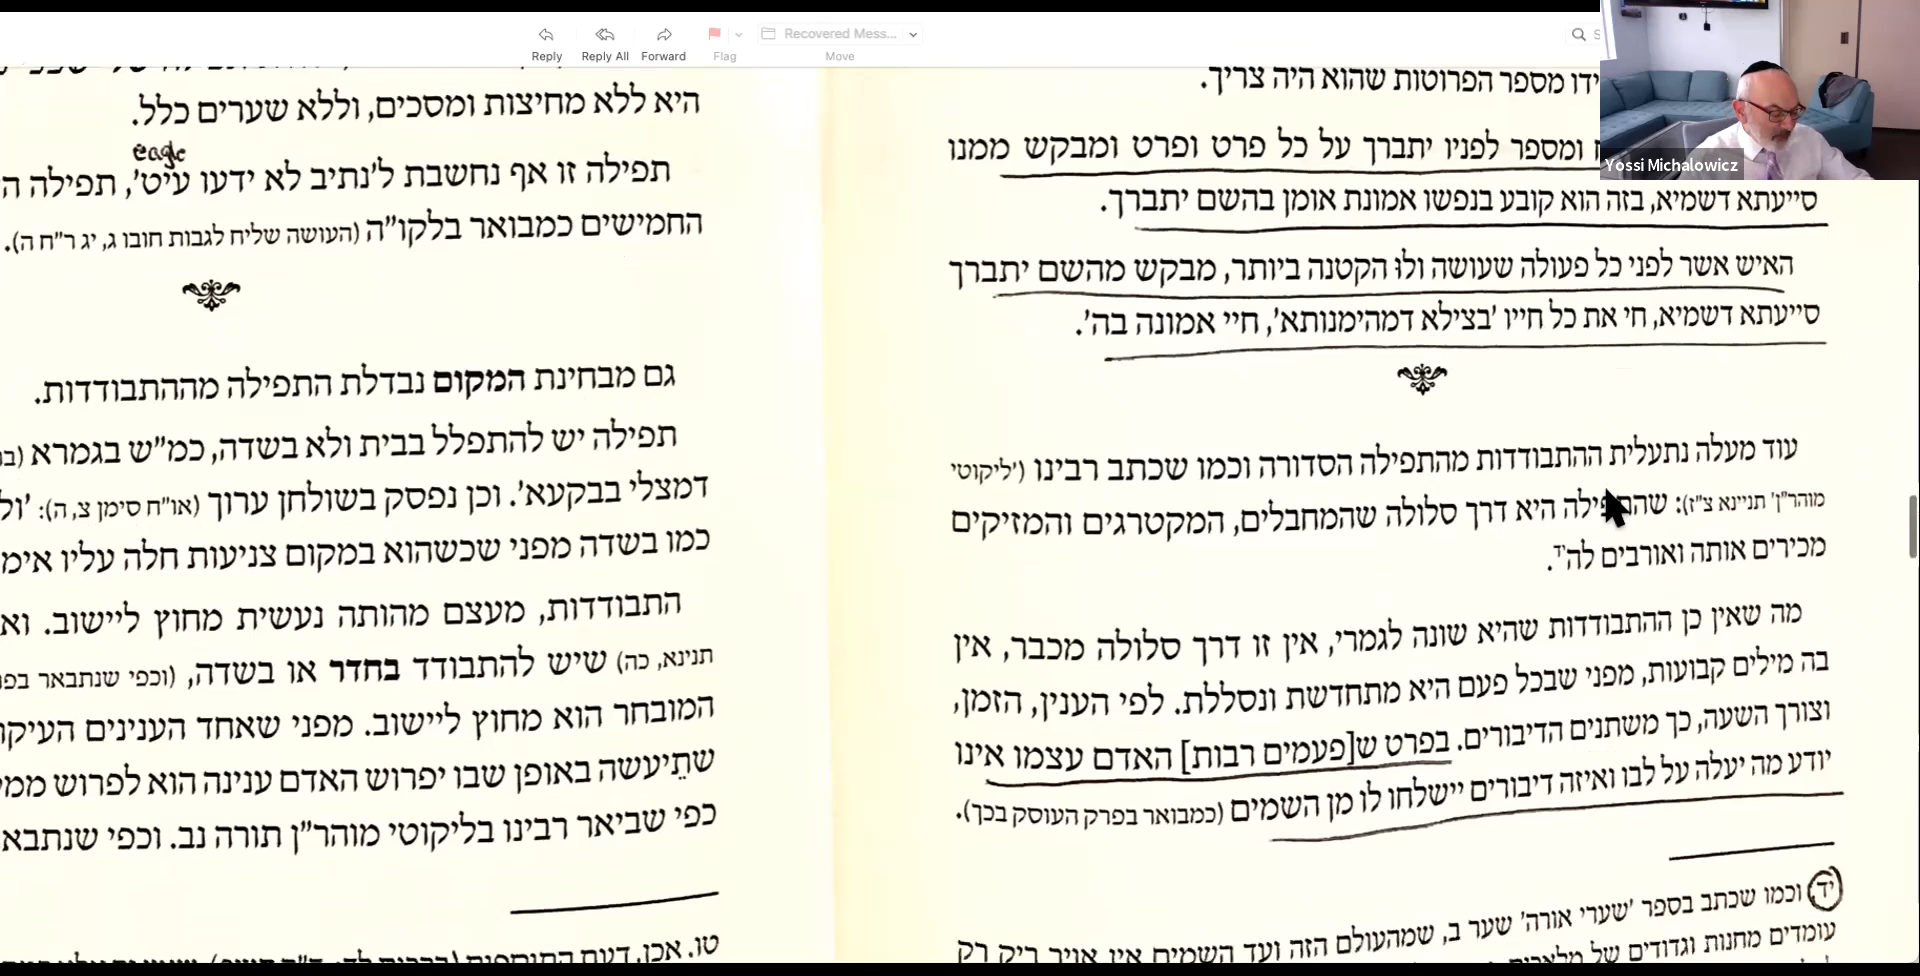 Reply
Reply All
Forward
Flag
Recovered Mess...
Move
S
Yossi Michalowicz
מספר הפרוטות שהוא היה צריך.
ומספר לפניו יתברך על כל פרט ופרט ומבקש ממנו
סייעתא דשמיא, בזה הוא קובע בנפשו אמונת אומן בהשם יתברך.
האיש אשר לפני כל פעולה שעושה ולוּ הקטנה ביותר, מבקש מהשם יתברך
סייעתא דשמיא, חי את כל חייו 'בצילא דמהימנותא', חיי אמונה בה'.
עוד מעלה נתעלית ההתבודדות מהתפילה הסדורה וכמו שכתב רבינו ('ליקוטי
מוהר"ן' תניינא צ"ז): שהתפילה היא דרך סלולה שהמחבלים, המקטרגים והמזיקים
מכירים אותה ואורבים לה יד.
מה שאין כן ההתבודדות שהיא שונה לגמרי, אין זו דרך סלולה מכבר, אין
בה מילים קבועות, מפני שבכל פעם היא מתחדשת ונסללת. לפי הענין, הזמן,
וצורך השעה, כך משתנים הדיבורים. בפרט ש[פעמים רבות] האדם עצמו אינו
יודע מה יעלה על לבו ואיזה דיבורים יישלחו לו מן השמים (כמבואר בפרק העוסק בכך).
יד וכמו שכתב בספר 'שערי אורה' שער ב, שמהעולם הזה ועד השמים אין אויר ריק רק
עומדים מחנות וגדודים של
היא ללא מחיצות ומסכים, וללא שערים כלל.
eagle
תפילה זו אף נחשבת ל'נתיב לא ידעו עיט', תפילה
החמישים כמבואר בלקו"ה (העושה שליח לגבות חובו ג, יג ר"ח ה).
גם מבחינת המקום נבדלת התפילה מההתבודדות.
תפילה יש להתפלל בבית ולא בשדה, כמ"ש בגמרא
דמצלי בבקעא'. וכן נפסק בשולחן ערוך (או"ח סימן צ, ה):
כמו בשדה מפני שכשהוא במקום צניעות חלה עליו
התבודדות, מעצם מהותה נעשית מחוץ ליישוב.
תנינא, כה) שיש להתבודד בחדר או בשדה, (וכפי שנתבאר
המובחר הוא מחוץ ליישוב. מפני שאחד הענינים
שתֵיעשה באופן שבו יפרוש האדם ענינה הוא לפרוש
כפי שביאר רבינו בליקוטי מוהר"ן תורה נב. וכפי
טו. אכן, דעת התוספות